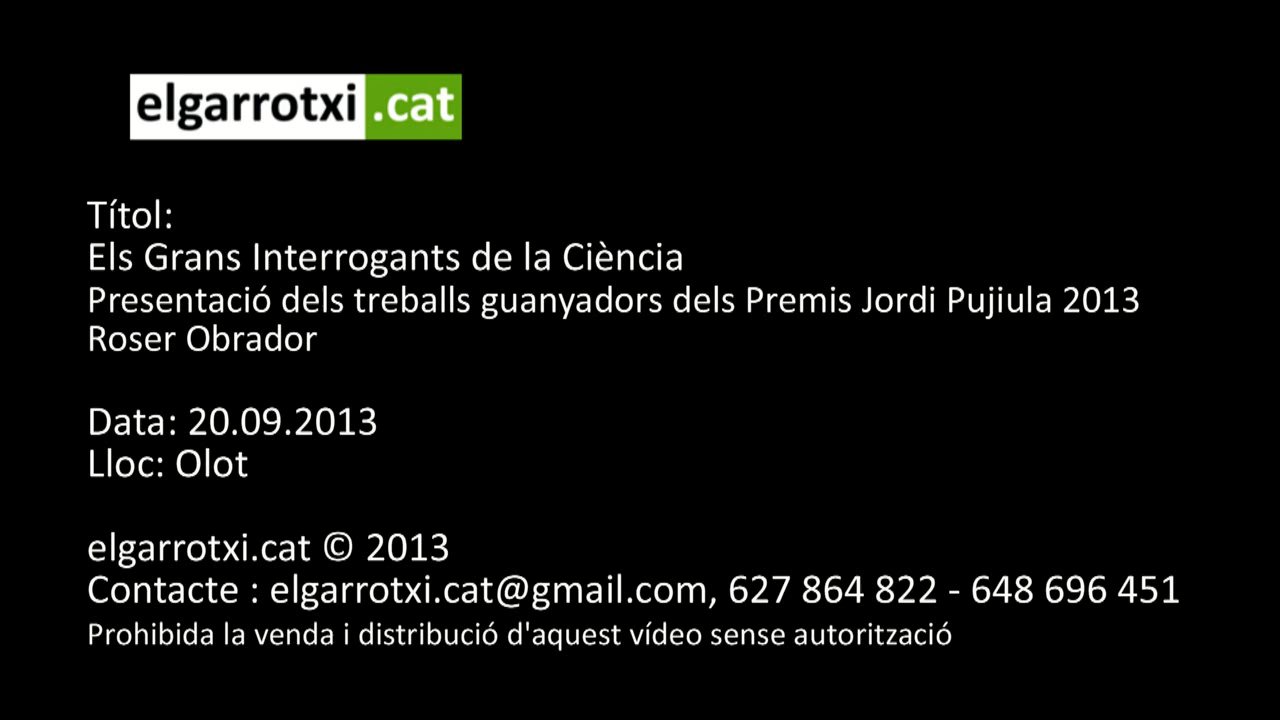 elgarrotxi.cat
Títol:
Els Grans Interrogants de la Ciència
Presentació dels treballs guanyadors dels Premis Jordi Pujiula 2013
Roser Obrador
Data: 20.09.2013
Lloc: Olot
elgarrotxi.cat © 2013
Contacte : elgarrotxi.cat@gmail.com, 627 864 822 - 648 696 451
Prohibida la venda i distribució d'aquest vídeo sense autorització